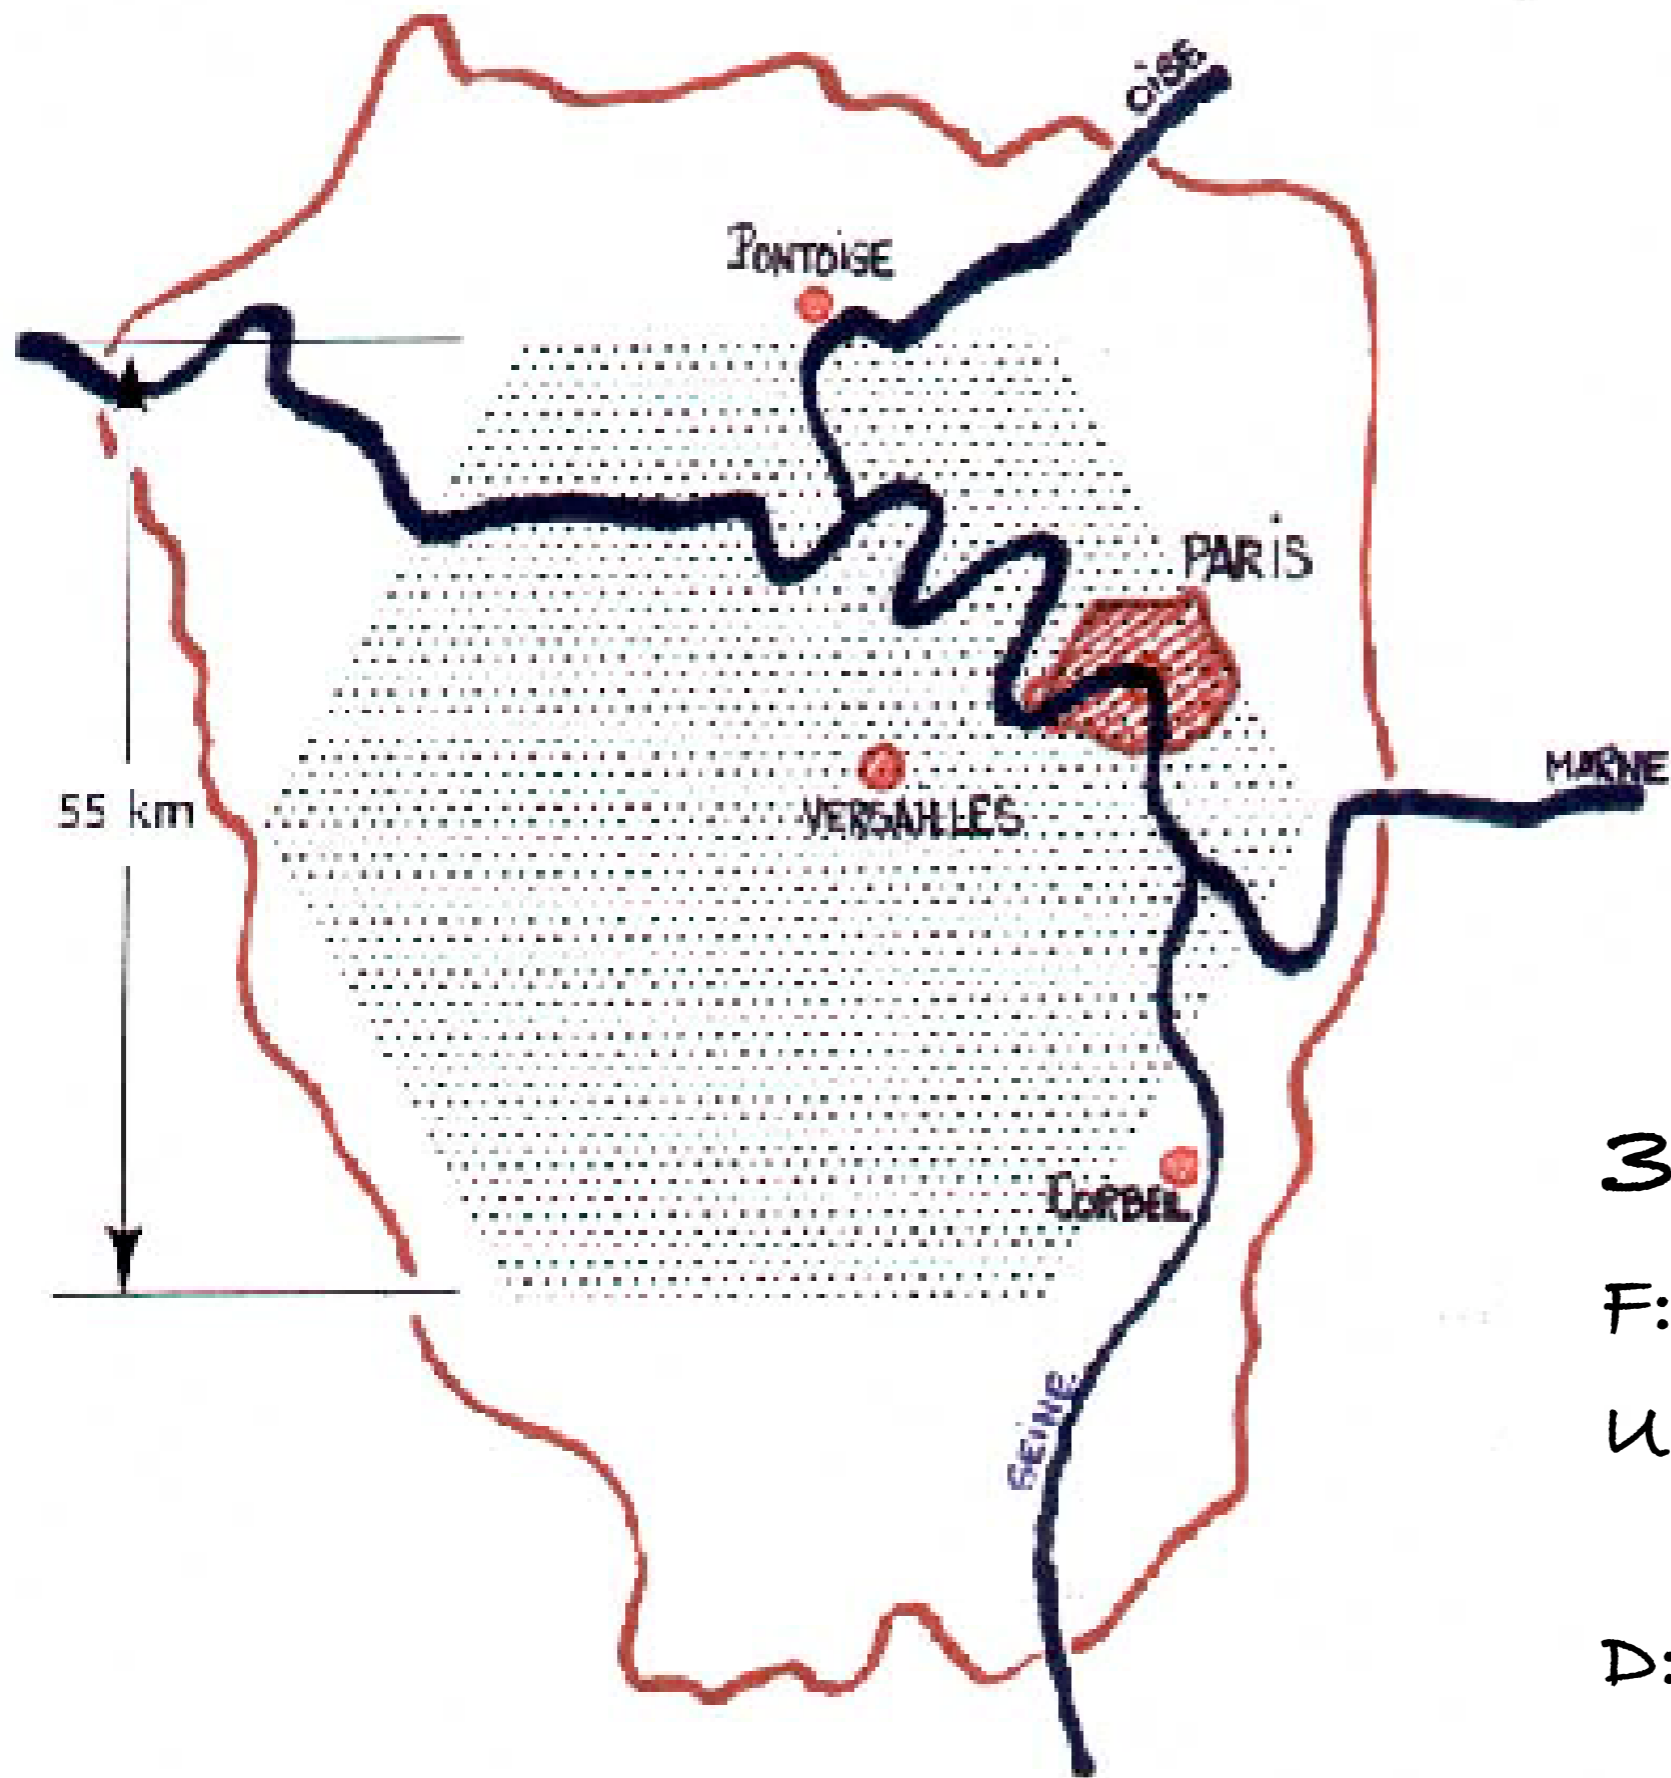 OISE
PONTOISE
PARIS
MARNE
55 km
VERSAILLES
3
F:
CORBEIL
U
SEINE
D: